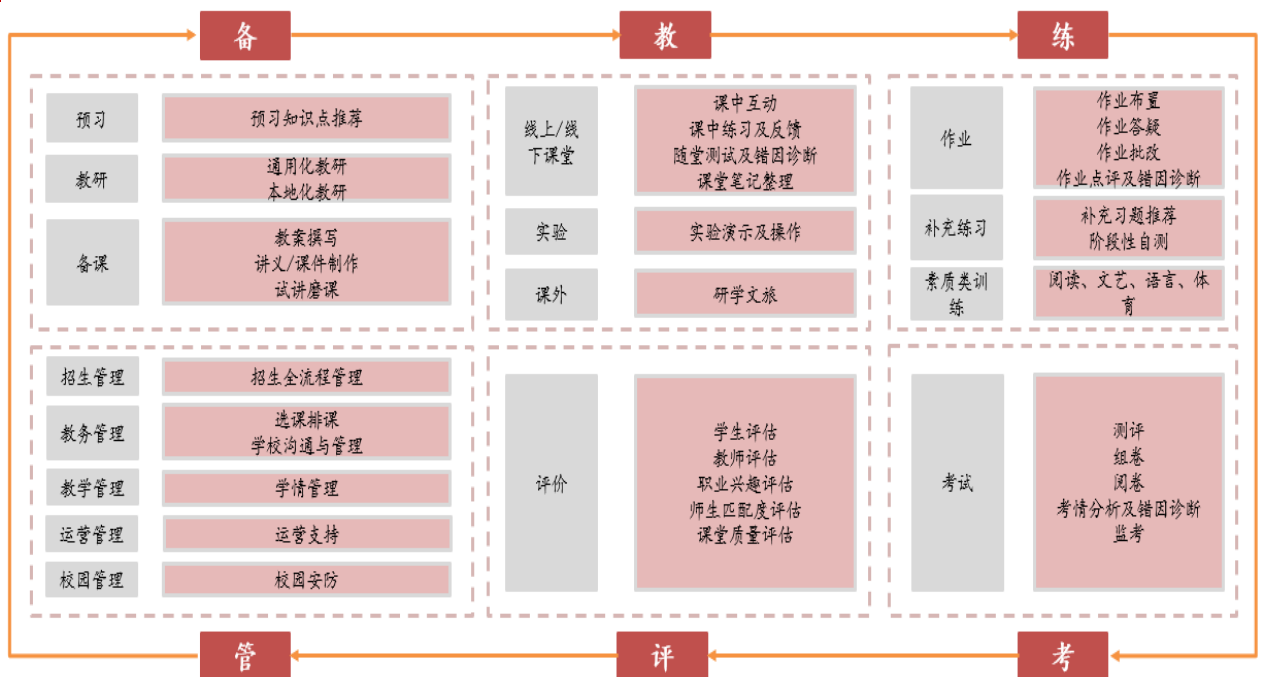 备
教
练
预习
预习知识点推荐
教研
通用化教研
本地化教研
备课
教案撰写
讲义/课件制作
试讲磨课
线上/线
下课堂
课中互动
课中练习及反馈
随堂测试及错因诊断
课堂笔记整理
实验
实验演示及操作
课外
研学文旅
作业
作业布置
作业答疑
作业批改
作业点评及错因诊断
补充练习
补充习题推荐
阶段性自测
素质类训
练
阅读、文艺、语言、体
育
招生管理
招生全流程管理
教务管理
选课排课
学校沟通与管理
教学管理
学情管理
运营管理
运营支持
校园管理
校园安防
评价
学生评估
教师评估
职业兴趣评估
师生匹配度评估
课堂质量评估
考试
测评
组卷
阅卷
考情分析及错因诊断
监考
管
评
考